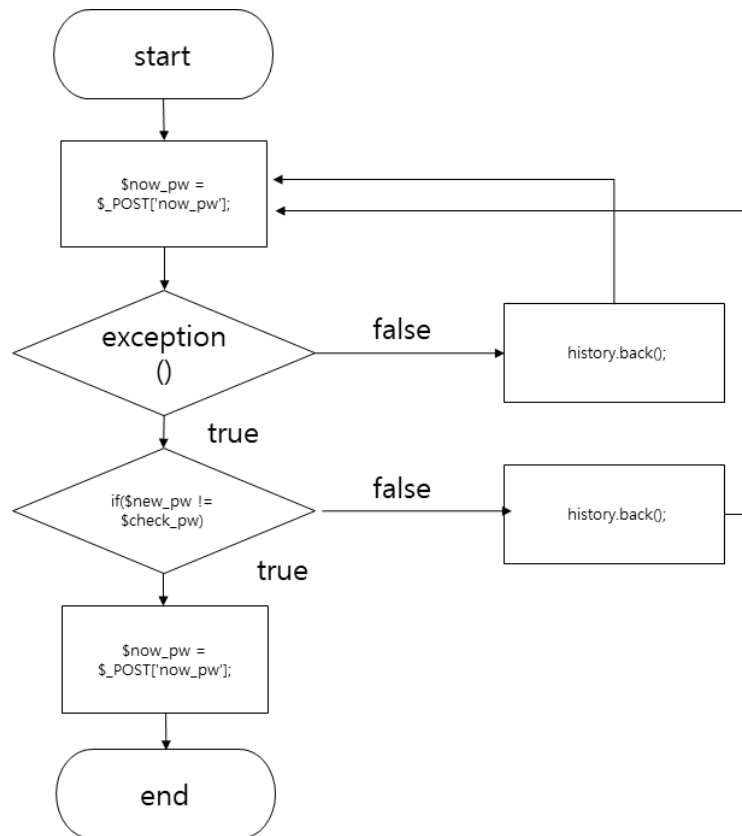 start
$now_pw =
$_POST['now_pw'];
exception
()
false
history.back();
true
if($new_pw !=
$check_pw)
false
history.back();
true
$now_pw =
$_POST['now_pw'];
end